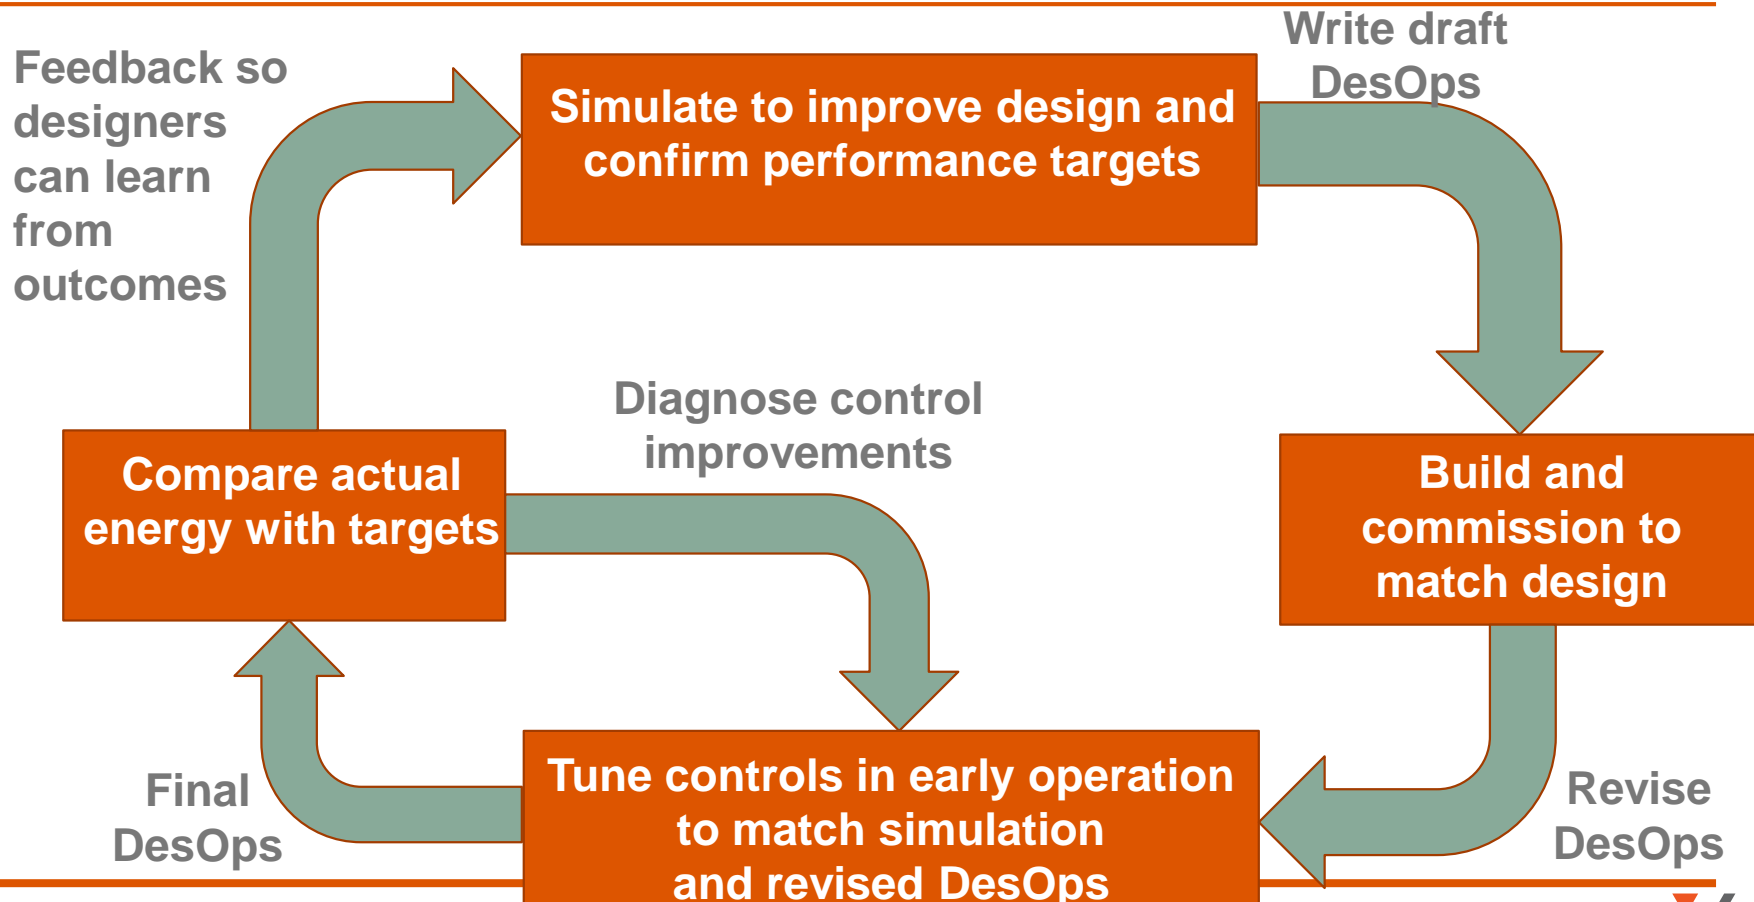 Write draft
DesOps
Feedback so
designers
can learn
from
outcomes
Simulate to improve design and
confirm performance targets
Diagnose control
improvements
Compare actual
energy with targets
Build and
commission to
match design
Tune controls in early operation
to match simulation
and revised DesOps
Final
DesOps
Revise
DesOps